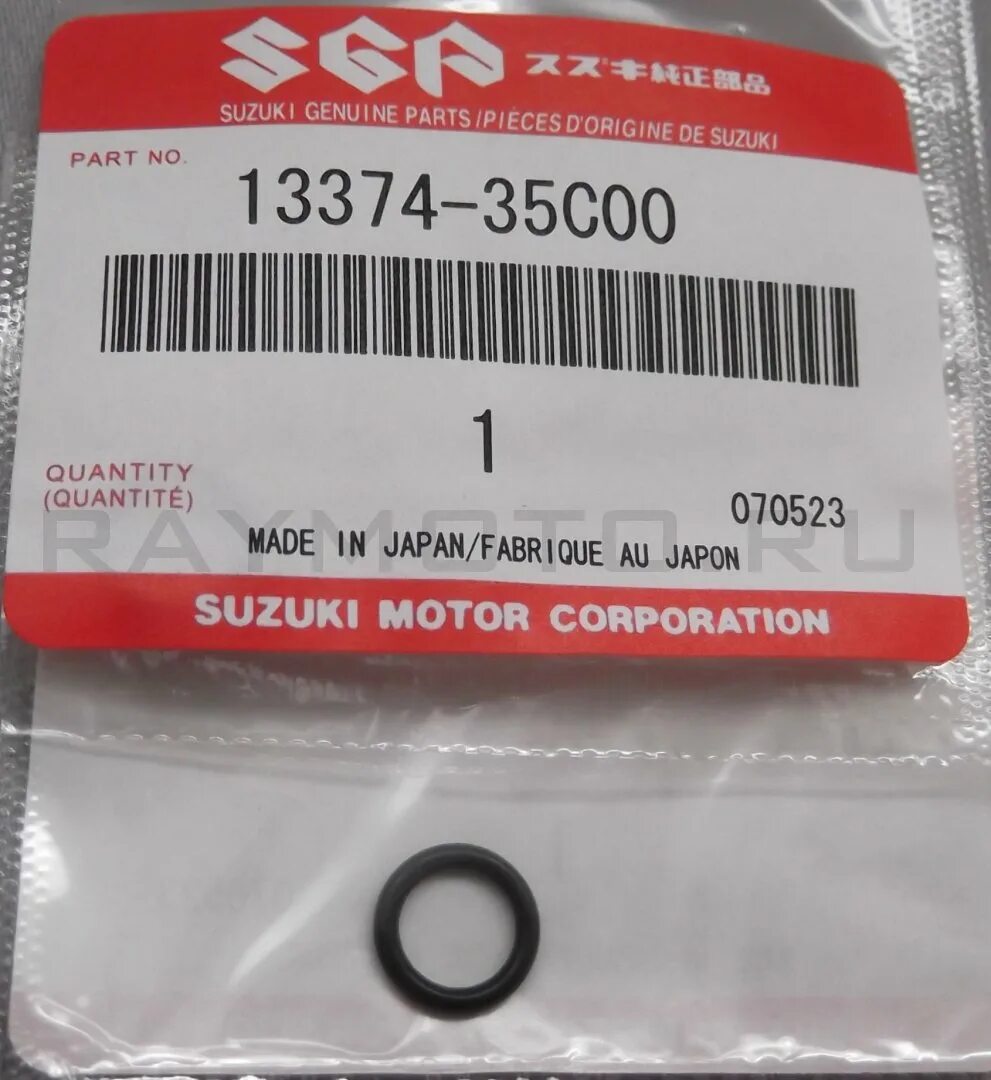 SGP スズキ純正部品
SUZUKI GENUINE PARTS/PIÈCES D'ORIGINE DE SUZUKI
PART NO.
13374-35C00
1
QUANTITY
(QUANTITÉ)
070523
RAYMOTO.RU
MADE IN JAPAN/FABRIQUE AU JAPON
SUZUKI MOTOR CORPORATION